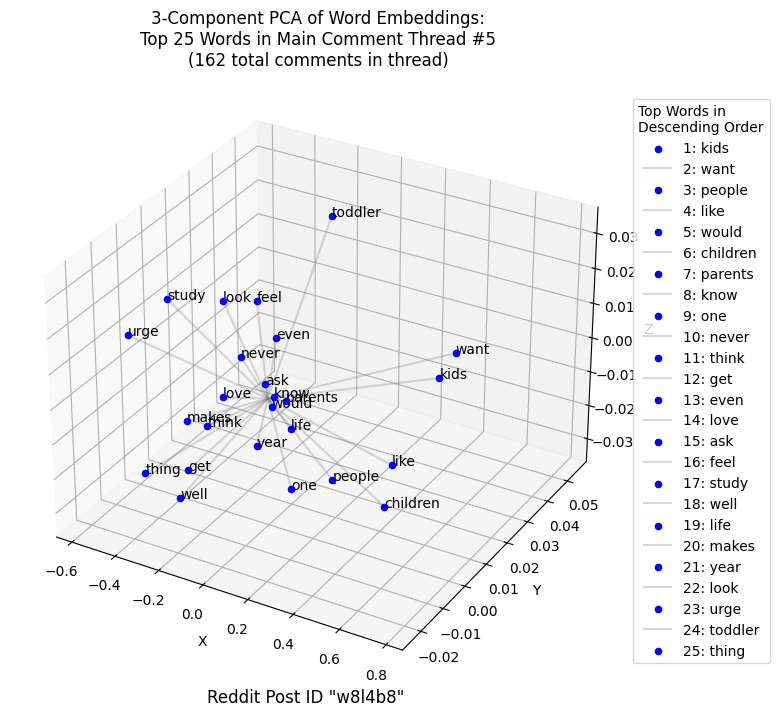 3-Component PCA of Word Embeddings:
Top 25 Words in Main Comment Thread #5
(162 total comments in thread)
Top Words in
Descending Order
1: kids
2: want
3: people
4: like
5: would
6: children
7: parents
8: know
9: one
10: never
11: think
12: get
13: even
14: love
15: ask
16: feel
17: study
18: well
19: life
20: makes
21: year
22: look
23: urge
24: toddler
25: thing
toddler
study
look
feel
urge
even
never
want
kids
ask
love
know
parents
would
makes
think
life
year
like
thing
get
people
one
well
children
0.03
0.02
0.01
0.00
Z
−0.01
−0.02
−0.03
0.05
0.04
0.03
0.02
Y
0.01
0.00
−0.01
−0.02
−0.6
−0.4
−0.2
0.0
0.2
X
0.4
0.6
0.8
Reddit Post ID "w8l4b8"